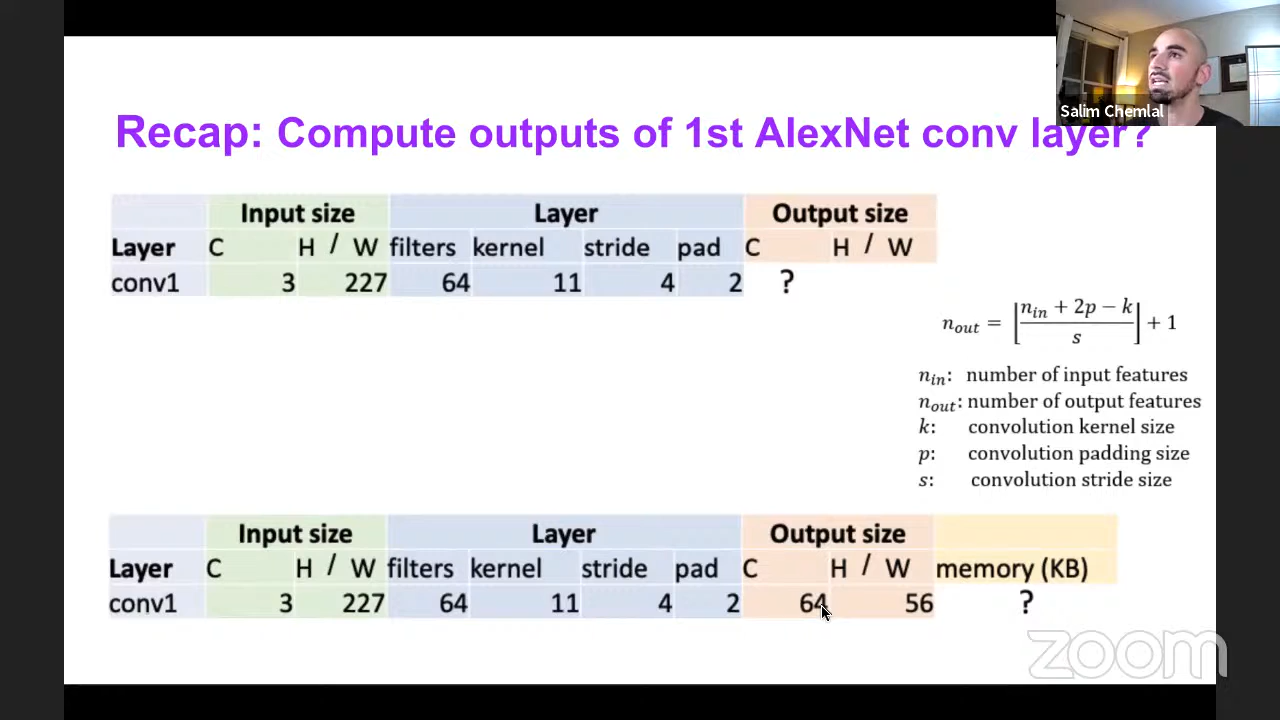 Salim Chemlal
Recap: Compute outputs of 1st AlexNet conv layer?
Input size Layer Output size
Layer C H / W filters kernel stride pad C H / W
conv1 3 227 64 11 4 2 ?
n_out = ⌊(n_in + 2p − k)/s⌋ + 1
n_in: number of input features
n_out: number of output features
k: convolution kernel size
p: convolution padding size
s: convolution stride size
Input size Layer Output size
Layer C H / W filters kernel stride pad C H / W memory (KB)
conv1 3 227 64 11 4 2 64 56 ?
zoom